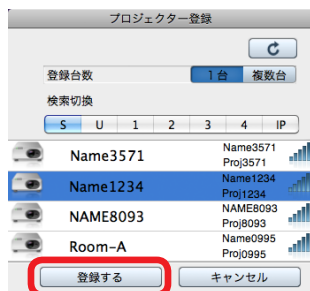 プロジェクター登録
登録台数 1台 複数台
検索切換
S U 1 2 3 4 IP
Name3571 Name3571
Proj3571
Name1234 Name1234
Proj1234
NAME8093 NAME8093
Proj8093
Room-A Name0995
Proj0995
登録する キャンセル